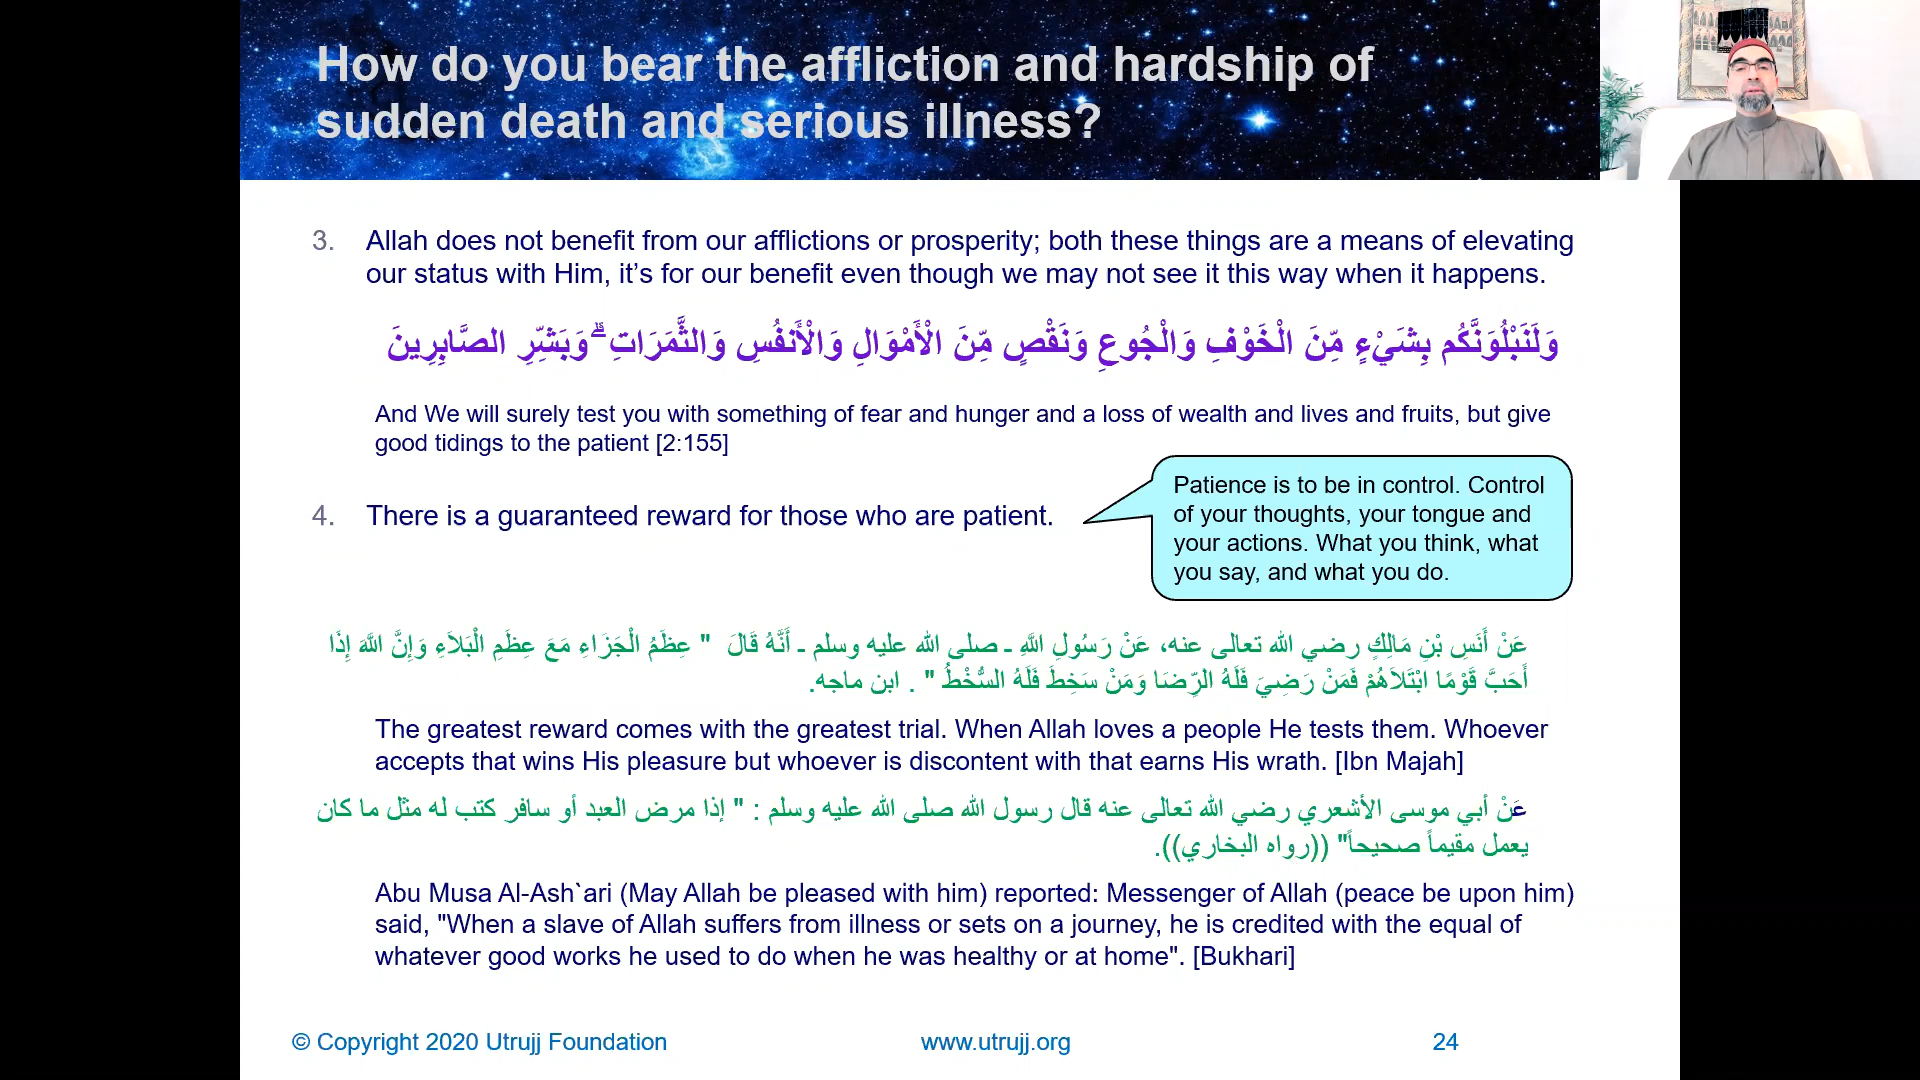 How do you bear the affliction and hardship of
sudden death and serious illness?
3. Allah does not benefit from our afflictions or prosperity; both these things are a means of elevating
our status with Him, it’s for our benefit even though we may not see it this way when it happens.
وَلَنَبْلُوَنَّكُم بِشَيْءٍ مِّنَ الْخَوْفِ وَالْجُوعِ وَنَقْصٍ مِّنَ الْأَمْوَالِ وَالْأَنفُسِ وَالثَّمَرَاتِ ۗ وَبَشِّرِ الصَّابِرِينَ
And We will surely test you with something of fear and hunger and a loss of wealth and lives and fruits, but give
good tidings to the patient [2:155]
4. There is a guaranteed reward for those who are patient.
Patience is to be in control. Control
of your thoughts, your tongue and
your actions. What you think, what
you say, and what you do.
عَنْ أَنَسِ بْنِ مَالِكٍ رضي الله تعالى عنه، عَنْ رَسُولِ اللَّهِ ـ صلى الله عليه وسلم ـ أَنَّهُ قَالَ " عِظَمُ الْجَزَاءِ مَعَ عِظَمِ الْبَلاَءِ وَإِنَّ اللَّهَ إِذَا
أَحَبَّ قَوْمًا ابْتَلاَهُمْ فَمَنْ رَضِيَ فَلَهُ الرِّضَا وَمَنْ سَخِطَ فَلَهُ السُّخْطُ " . ابن ماجه.
The greatest reward comes with the greatest trial. When Allah loves a people He tests them. Whoever
accepts that wins His pleasure but whoever is discontent with that earns His wrath. [Ibn Majah]
عَنْ أبي موسى الأشعري رضي الله تعالى عنه قال رسول الله صلى الله عليه وسلم : " إذا مرض العبد أو سافر كتب له مثل ما كان
يعمل مقيماً صحيحاً" ((رواه البخاري)).
Abu Musa Al-Ash`ari (May Allah be pleased with him) reported: Messenger of Allah (peace be upon him)
said, "When a slave of Allah suffers from illness or sets on a journey, he is credited with the equal of
whatever good works he used to do when he was healthy or at home". [Bukhari]
© Copyright 2020 Utrujj Foundation www.utrujj.org 24